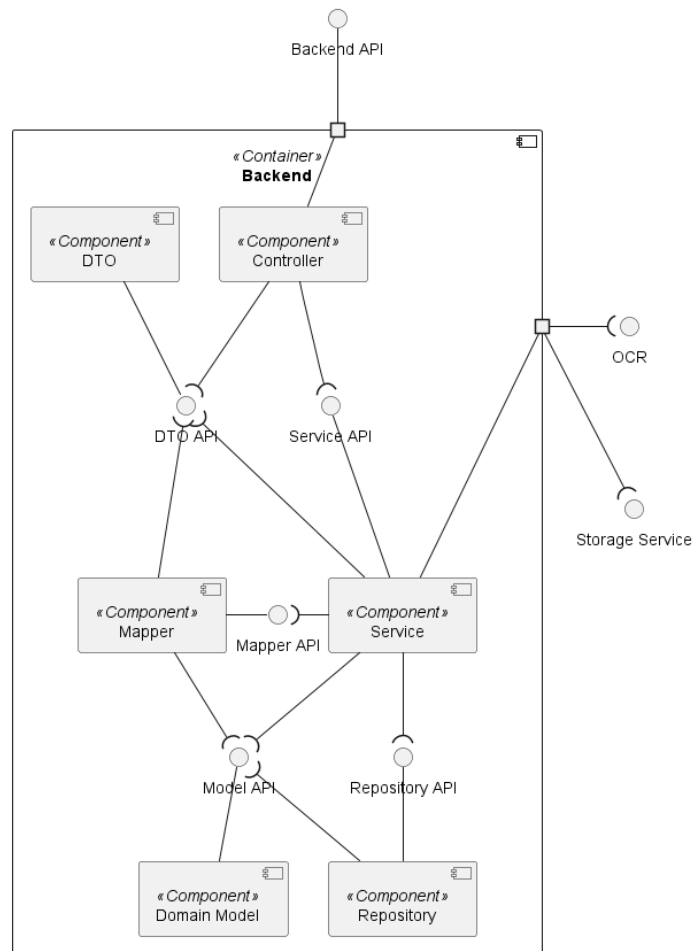 Backend API
«Container»
Backend
«Component»
DTO
«Component»
Controller
OCR
DTO API
Service API
Storage Service
«Component»
Mapper
Mapper API
«Component»
Service
Model API
Repository API
«Component»
Domain Model
«Component»
Repository